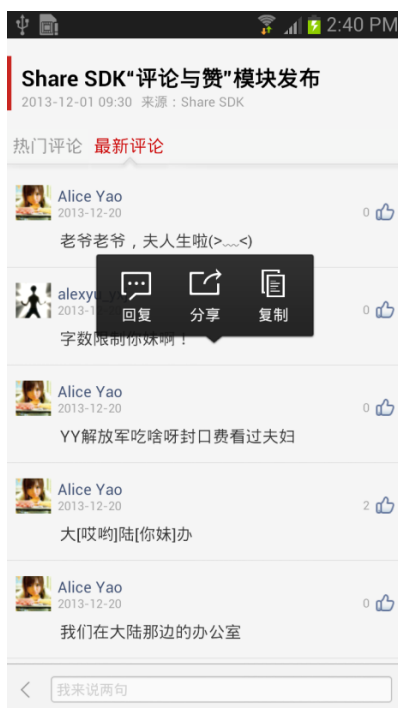 2:40 PM
Share SDK“评论与赞”模块发布
2013-12-01 09:30 来源：Share SDK
热门评论 最新评论
Alice Yao
2013-12-20
0
老爷老爷，夫人生啦(>﹏<)
alexyu_yx
2013-1
0
回复 分享 复制
字数限制你妹啊！
Alice Yao
2013-12-20
0
YY解放军吃啥呀封口费看过夫妇
Alice Yao
2013-12-20
2
大[哎哟]陆[你妹]办
Alice Yao
2013-12-20
0
我们在大陆那边的办公室
我来说两句